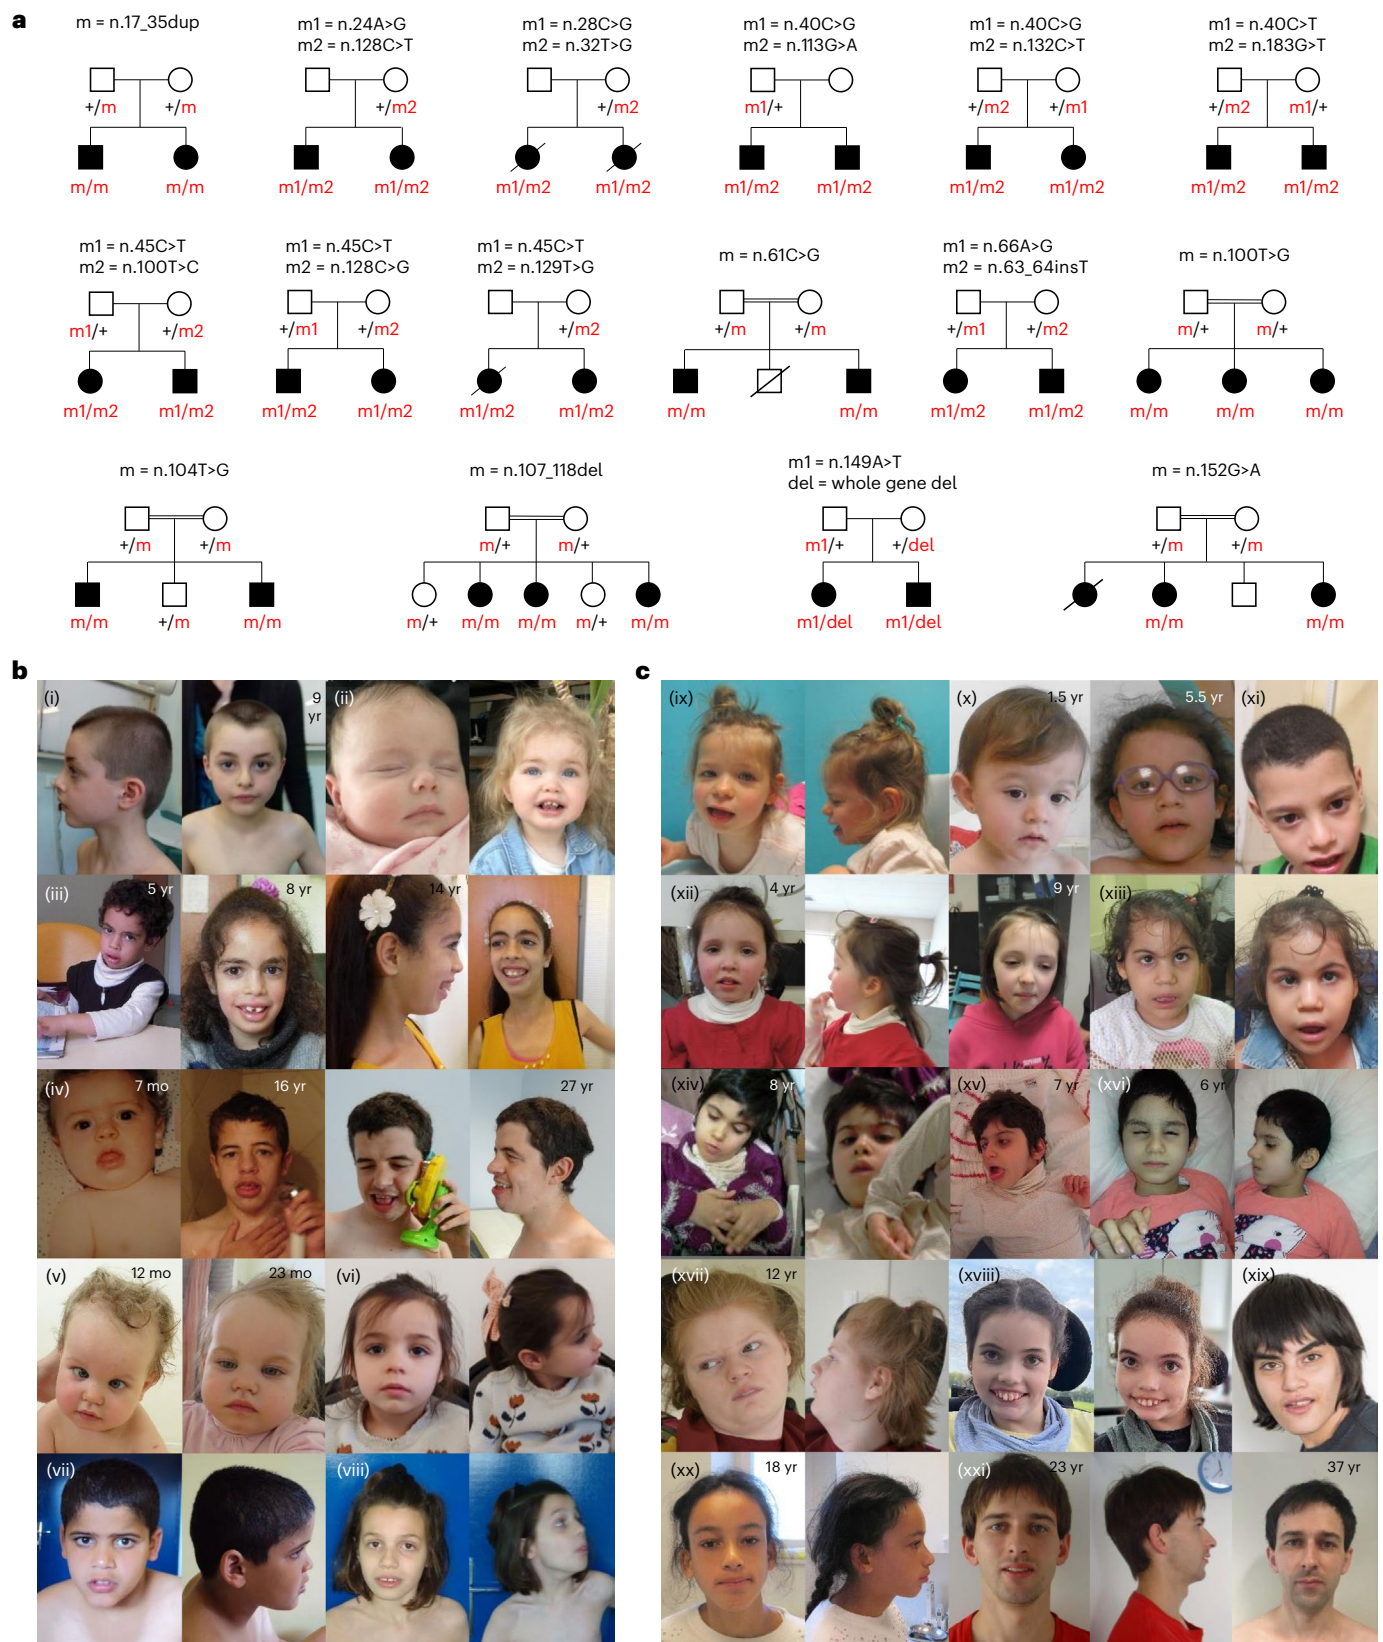 a
m = n.17_35dup
m1 = n.24A>G
m2 = n.128C>T
m1 = n.28C>G
m2 = n.32T>G
m1 = n.40C>G
m2 = n.113G>A
m1 = n.40C>G
m2 = n.132C>T
m1 = n.40C>T
m2 = n.183G>T
+/m +/m
+/m2
+/m2
m1/+
+/m2 +/m1
+/m2 m1/+
m/m m/m
m1/m2 m1/m2
m1/m2 m1/m2
m1/m2 m1/m2
m1/m2 m1/m2
m1/m2 m1/m2
m1 = n.45C>T
m2 = n.100T>C
m1 = n.45C>T
m2 = n.128C>G
m1 = n.45C>T
m2 = n.129T>G
m = n.61C>G
m1 = n.66A>G
m2 = n.63_64insT
m = n.100T>G
m1/+ +/m2
+/m1 +/m2
+/m2
+/m +/m
+/m1 +/m2
m/+ m/+
m1/m2 m1/m2
m1/m2 m1/m2
m1/m2 m1/m2
m/m m/m
m1/m2 m1/m2
m/m m/m m/m
m = n.104T>G
m = n.107_118del
m1 = n.149A>T
del = whole gene del
m = n.152G>A
+/m +/m
m/+ m/+
m1/+ +/del
+/m +/m
m/m +/m m/m
m/+ m/m m/m m/+ m/m
m1/del m1/del
m/m m/m
b
(i)
9
yr
(ii)
(iii)
5 yr
8 yr
14 yr
(iv)
7 mo
16 yr
27 yr
(v)
12 mo
23 mo
(vi)
(vii)
(viii)
c
(ix)
(x)
1.5 yr
5.5 yr
(xi)
(xii)
4 yr
9 yr
(xiii)
(xiv)
8 yr
(xv)
7 yr
(xvi)
6 yr
(xvii)
12 yr
(xviii)
(xix)
(xx)
18 yr
(xxi)
23 yr
37 yr